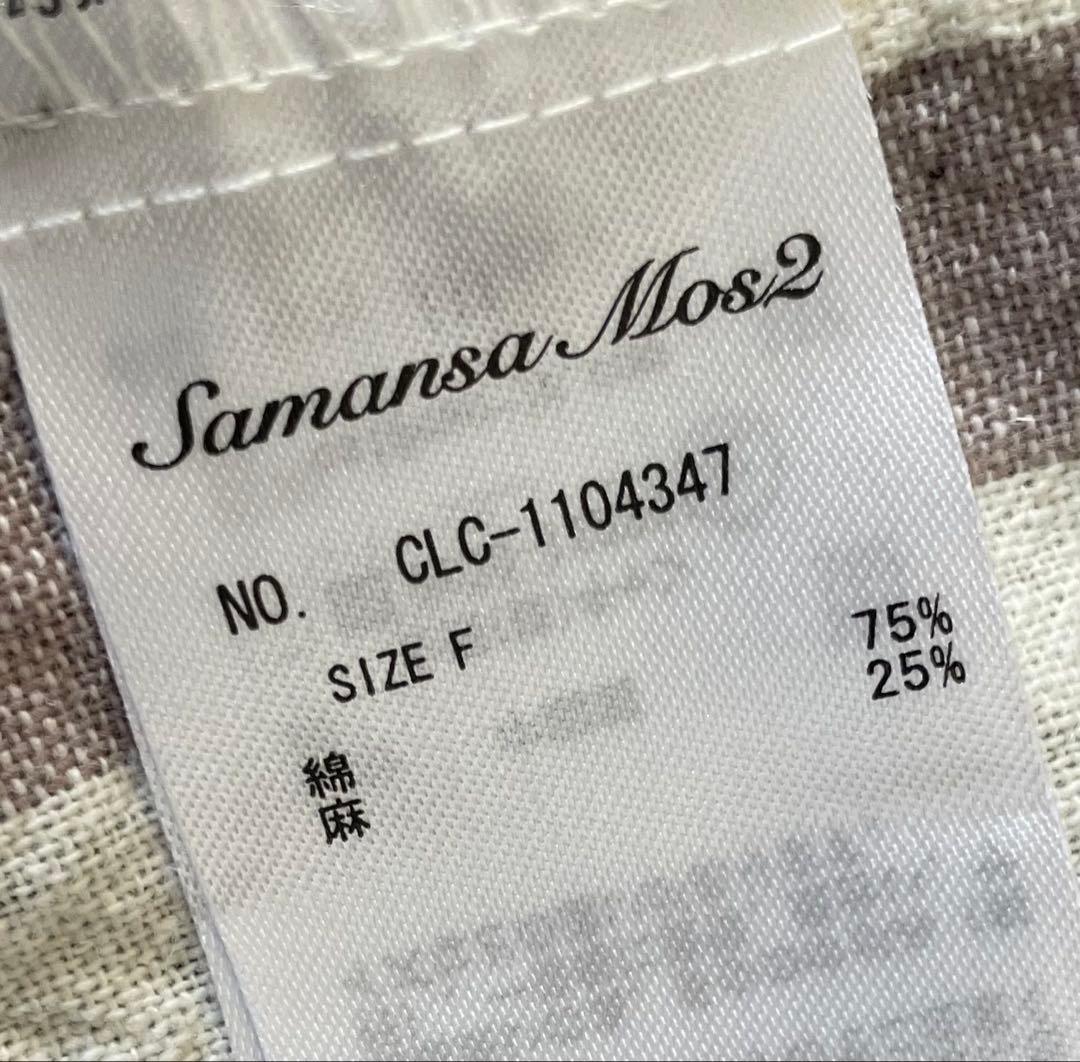 Samansa Mos2
NO. CLC-1104347
SIZE F
綿 75%
麻 25%